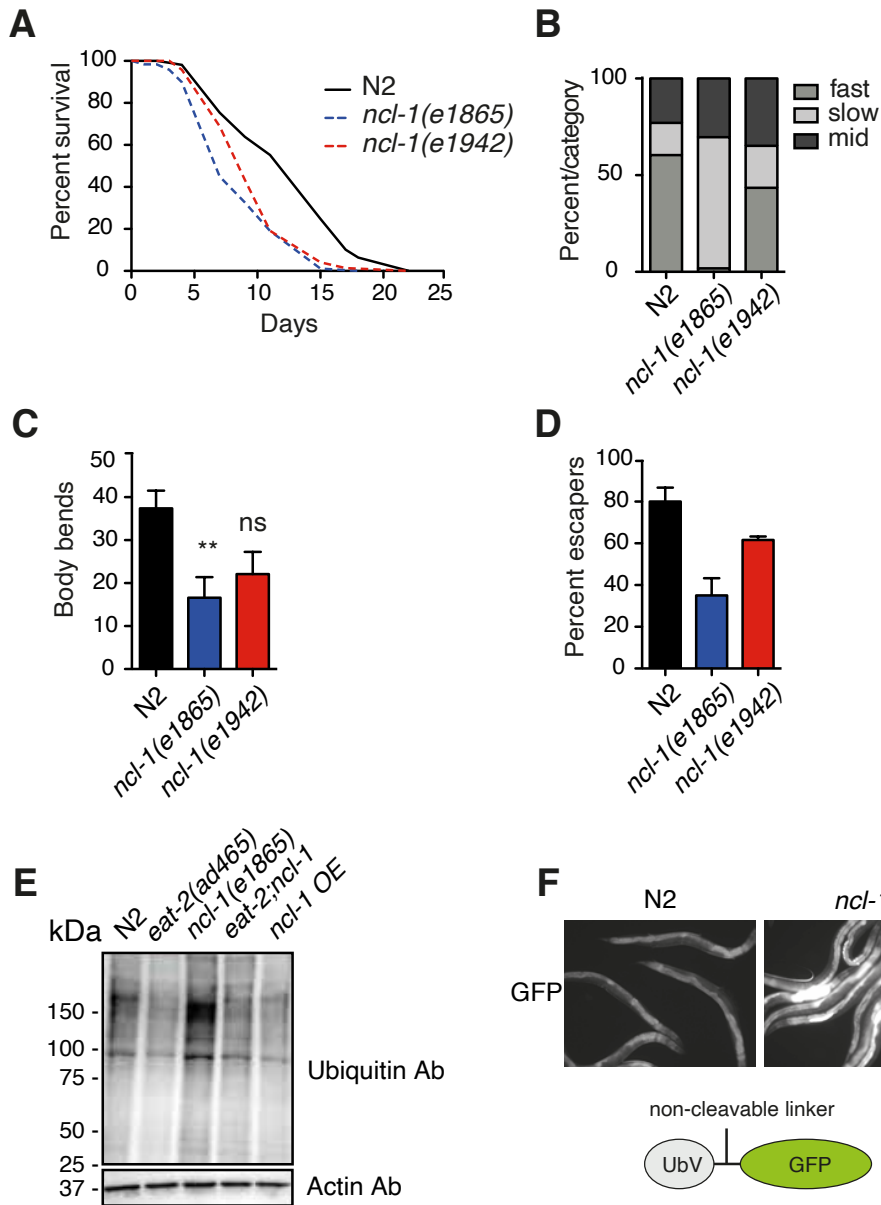 A
Percent survival
100
80
60
40
20
0
0 5 10 15 20 25
Days
N2
ncl-1(e1865)
ncl-1(e1942)
B
Percent/category
100
50
0
N2
ncl-1(e1865)
ncl-1(e1942)
fast
slow
mid
C
Body bends
50
40
30
20
10
0
**
ns
N2
ncl-1(e1865)
ncl-1(e1942)
D
Percent escapers
100
80
60
40
20
0
N2
ncl-1(e1865)
ncl-1(e1942)
E
kDa
N2
eat-2(ad465)
ncl-1(e1865)
eat-2;ncl-1
ncl-1 OE
150 -
100 -
75 -
50 -
25 -
37 -
Ubiquitin Ab
Actin Ab
F
N2
ncl-1
GFP
non-cleavable linker
UbV
GFP